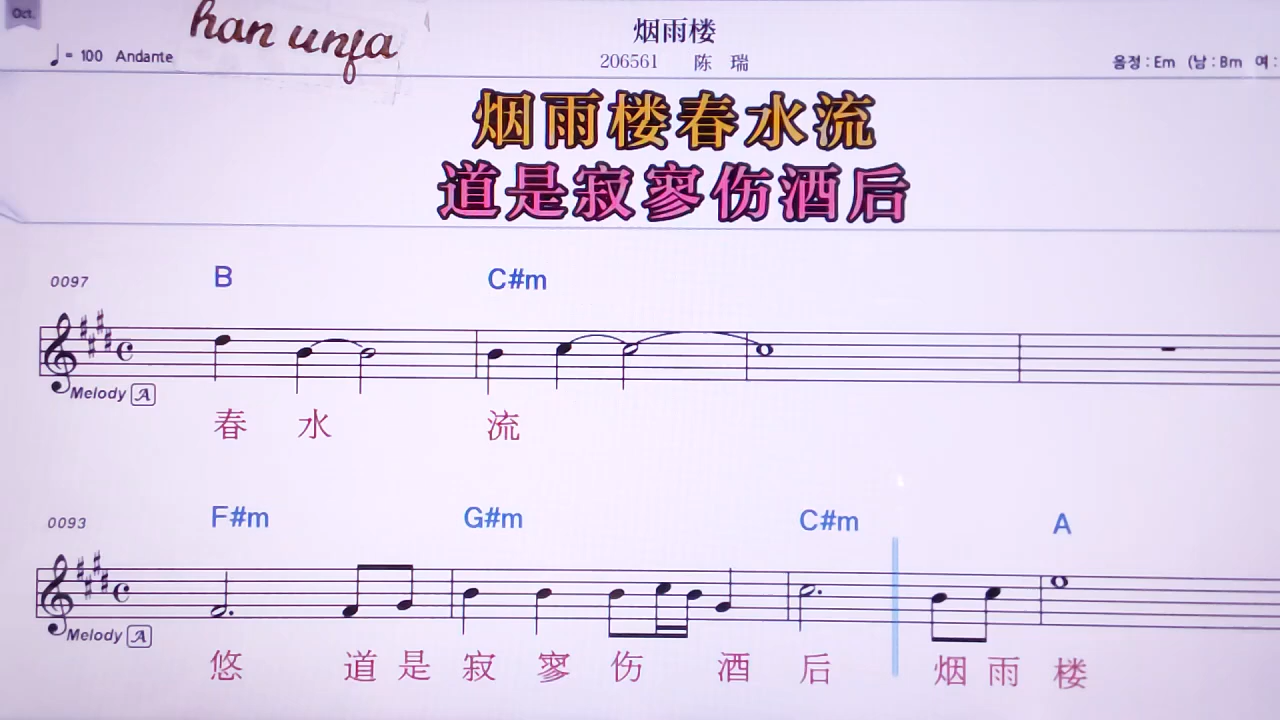 Oct.
han unja
♩ = 100 Andante
烟雨楼
206561 陈 瑞
음정 : Em (남 : Bm 여 :
烟雨楼春水流
道是寂寥伤酒后
0097
B C#m
Melody A
春 水 流
0093
F#m G#m C#m A
Melody A
悠 道 是 寂 寥 伤 酒 后 烟 雨 楼